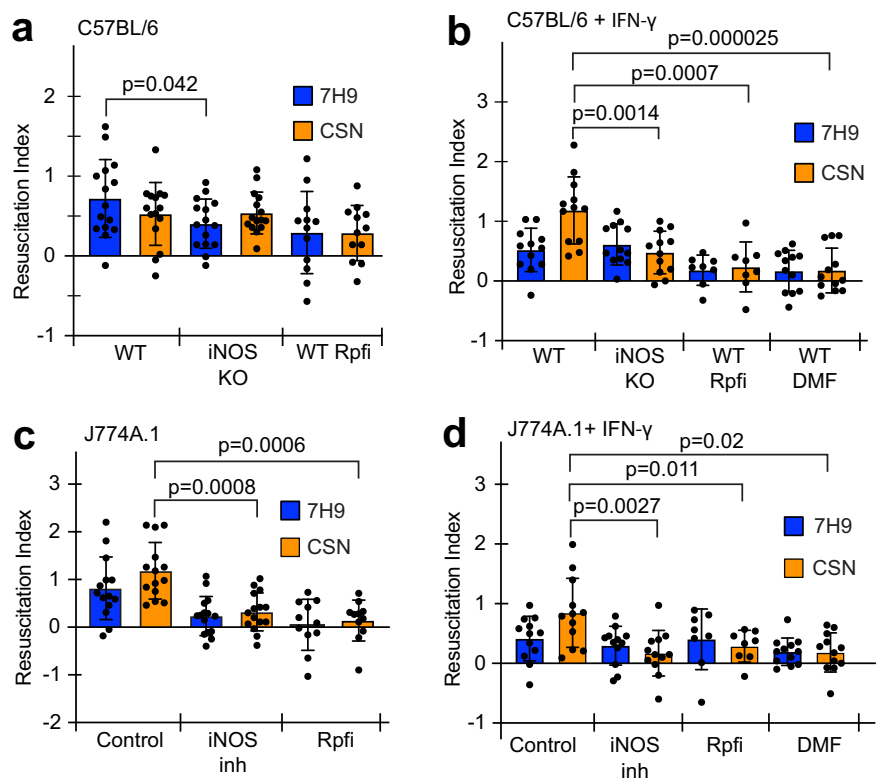 a
C57BL/6
Resuscitation Index
2
1
0
-1
p=0.042
7H9
CSN
WT
iNOS
KO
WT Rpfi
b
C57BL/6 + IFN-γ
Resuscitation Index
3
2
1
0
-1
p=0.000025
p=0.0007
p=0.0014
7H9
CSN
WT
iNOS
KO
WT
Rpfi
WT
DMF
c
J774A.1
Resuscitation Index
3
2
1
0
-1
-2
p=0.0006
p=0.0008
7H9
CSN
Control
iNOS
inh
Rpfi
d
J774A.1+ IFN-γ
Resuscitation Index
3
2
1
0
-1
p=0.02
p=0.011
p=0.0027
7H9
CSN
Control
iNOS
inh
Rpfi
DMF